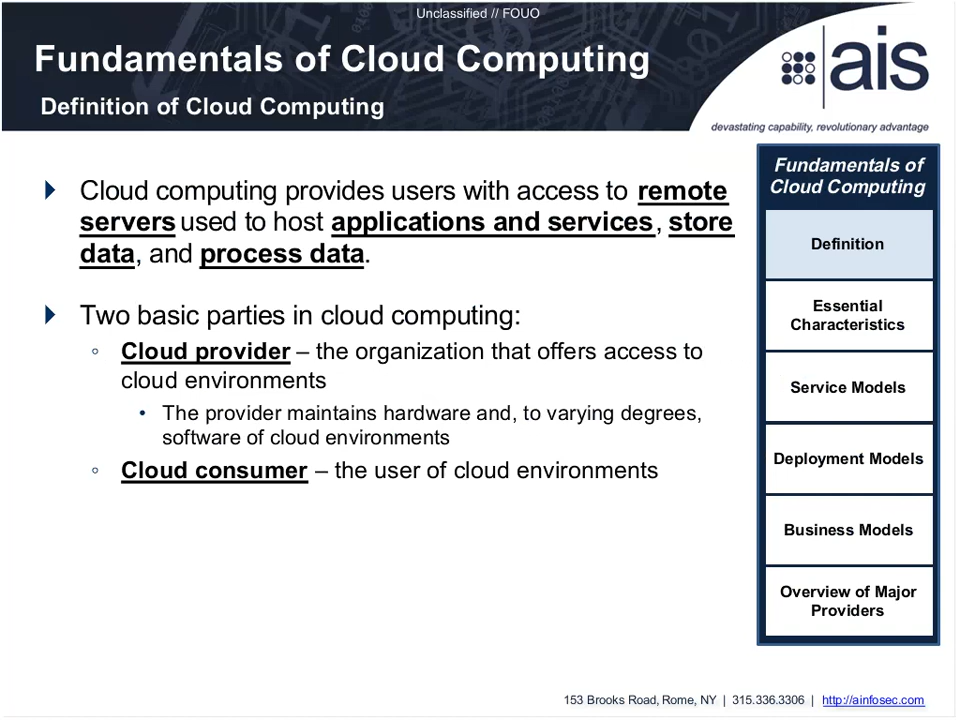 Unclassified // FOUO
Fundamentals of Cloud Computing
Definition of Cloud Computing
ais
devastating capability, revolutionary advantage
Cloud computing provides users with access to remote
servers used to host applications and services, store
data, and process data.
Two basic parties in cloud computing:
Cloud provider – the organization that offers access to
cloud environments
The provider maintains hardware and, to varying degrees,
software of cloud environments
Cloud consumer – the user of cloud environments
Fundamentals of
Cloud Computing
Definition
Essential
Characteristics
Service Models
Deployment Models
Business Models
Overview of Major
Providers
153 Brooks Road, Rome, NY | 315.336.3306 | http://ainfosec.com